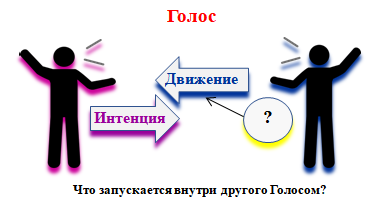 Голос
Движение
Интенция
?
Что запускается внутри другого Голосом?